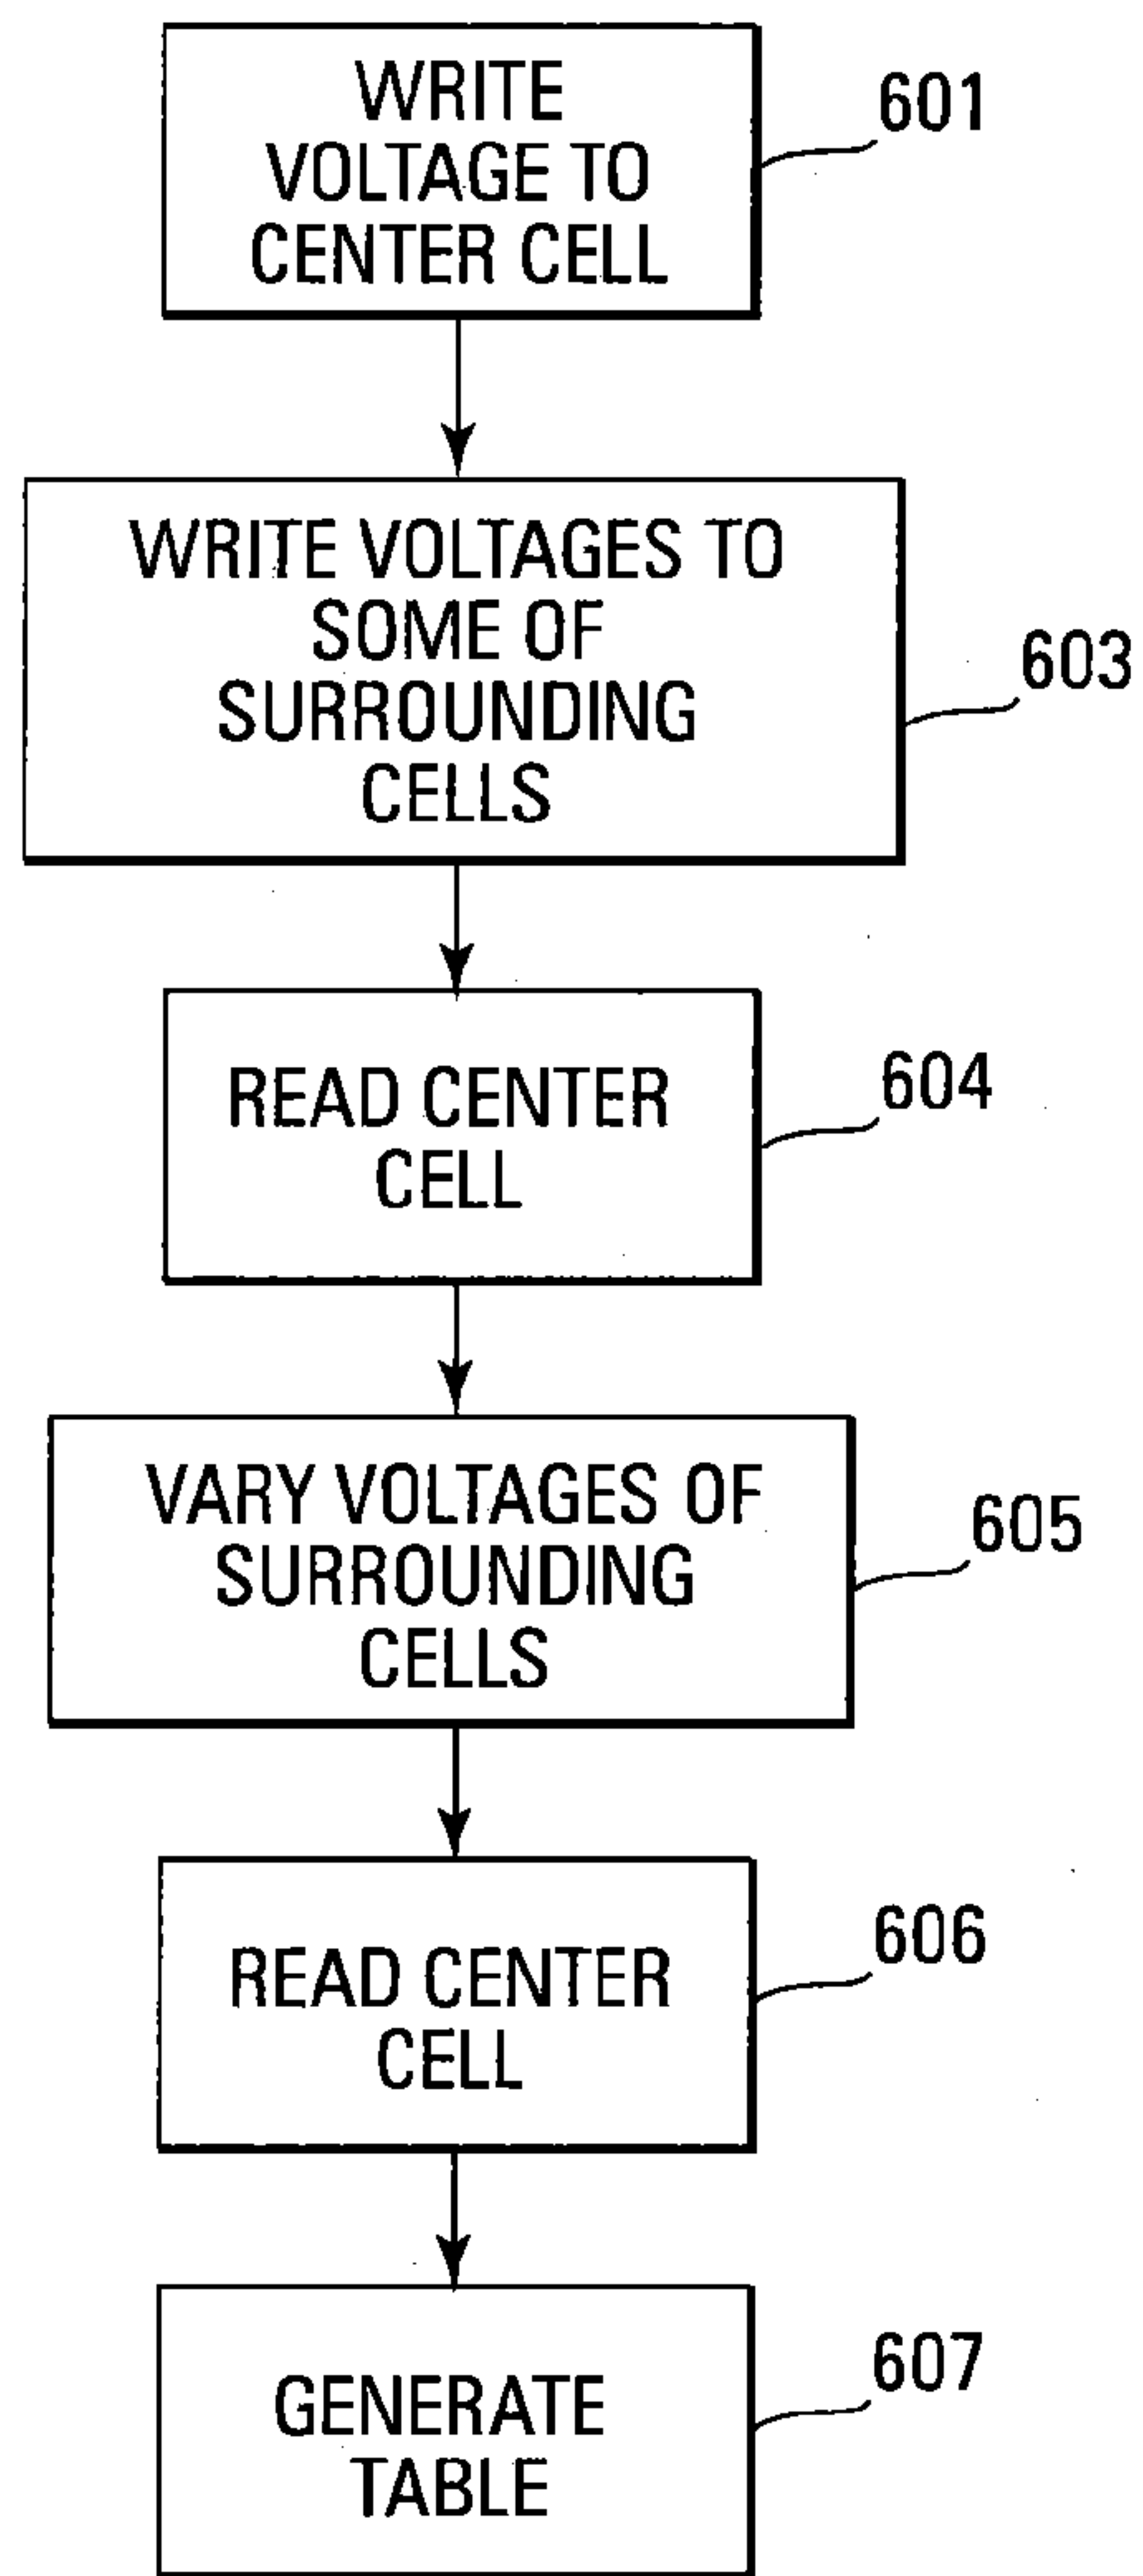 WRITE
VOLTAGE TO
CENTER CELL
601
WRITE VOLTAGES TO
SOME OF
SURROUNDING
CELLS
603
READ CENTER
CELL
604
VARY VOLTAGES OF
SURROUNDING
CELLS
605
READ CENTER
CELL
606
GENERATE
TABLE
607